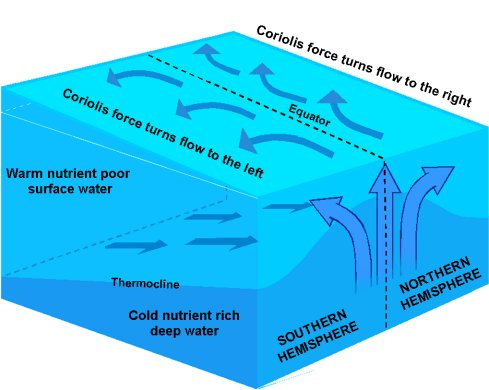 Coriolis force turns flow to the right
Equator
Coriolis force turns flow to the left
Warm nutrient poor
surface water
Thermocline
Cold nutrient rich
deep water
SOUTHERN
HEMISPHERE
NORTHERN
HEMISPHERE